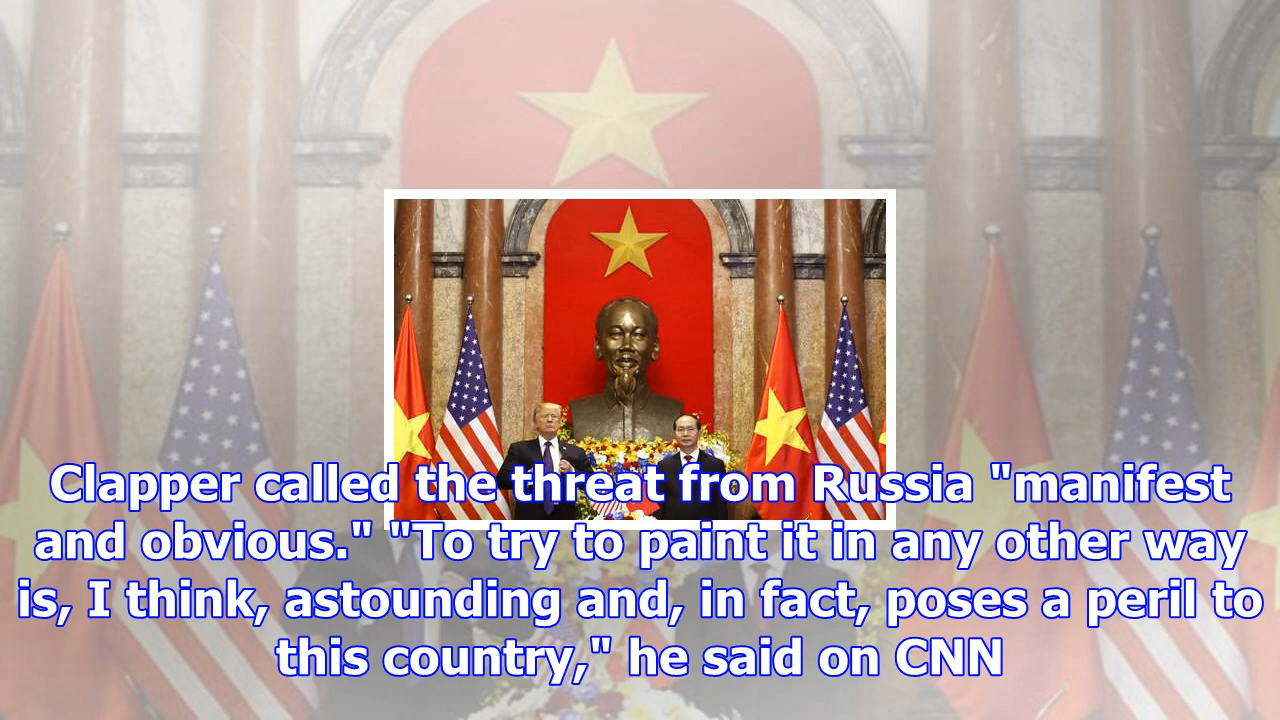 Clapper called the threat from Russia "manifest
and obvious." "To try to paint it in any other way
is, I think, astounding and, in fact, poses a peril to
this country," he said on CNN